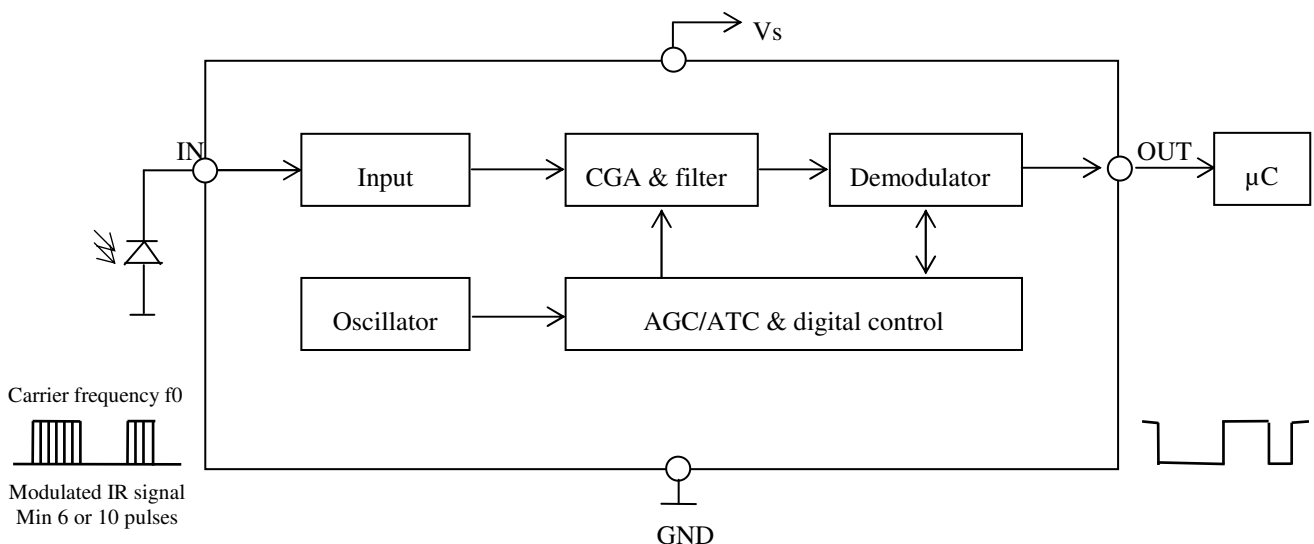 Vs
IN
OUT
Input
CGA & filter
Demodulator
µC
Oscillator
AGC/ATC & digital control
Carrier frequency f0
Modulated IR signal
Min 6 or 10 pulses
GND